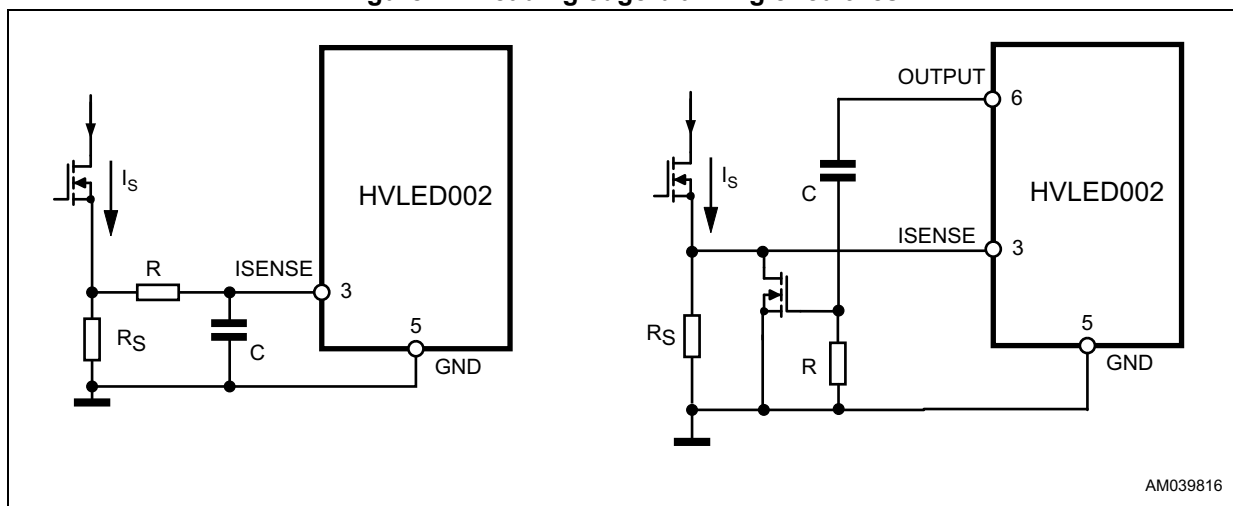 OUTPUT
6
HVLED002
I_S
R
ISENSE
3
R_S
C
5
GND
I_S
C
HVLED002
ISENSE
3
R_S
R
5
GND
AM039816